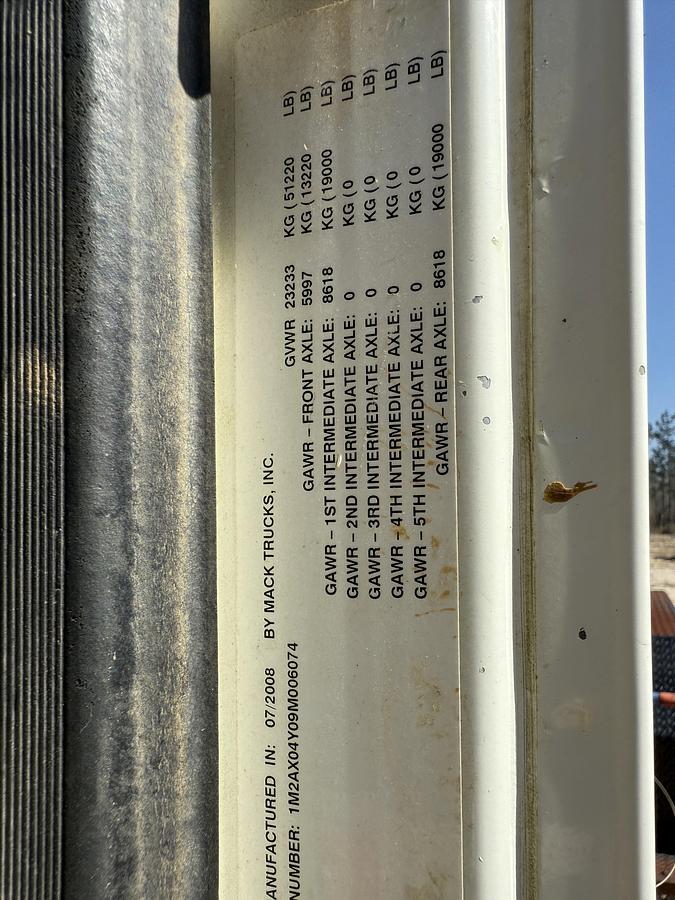 ANUFACTURED IN: 07/2008 BY MACK TRUCKS, INC.
NUMBER: 1M2AX04Y09M006074
GVWR 23233 KG (51220 LB)
GAWR – FRONT AXLE: 5997 KG (13220 LB)
GAWR – 1ST INTERMEDIATE AXLE: 8618 KG (19000 LB)
GAWR – 2ND INTERMEDIATE AXLE: 0 KG (0 LB)
GAWR – 3RD INTERMEDIATE AXLE: 0 KG (0 LB)
GAWR – 4TH INTERMEDIATE AXLE: 0 KG (0 LB)
GAWR – 5TH INTERMEDIATE AXLE: 0 KG (0 LB)
GAWR – REAR AXLE: 8618 KG (19000 LB)